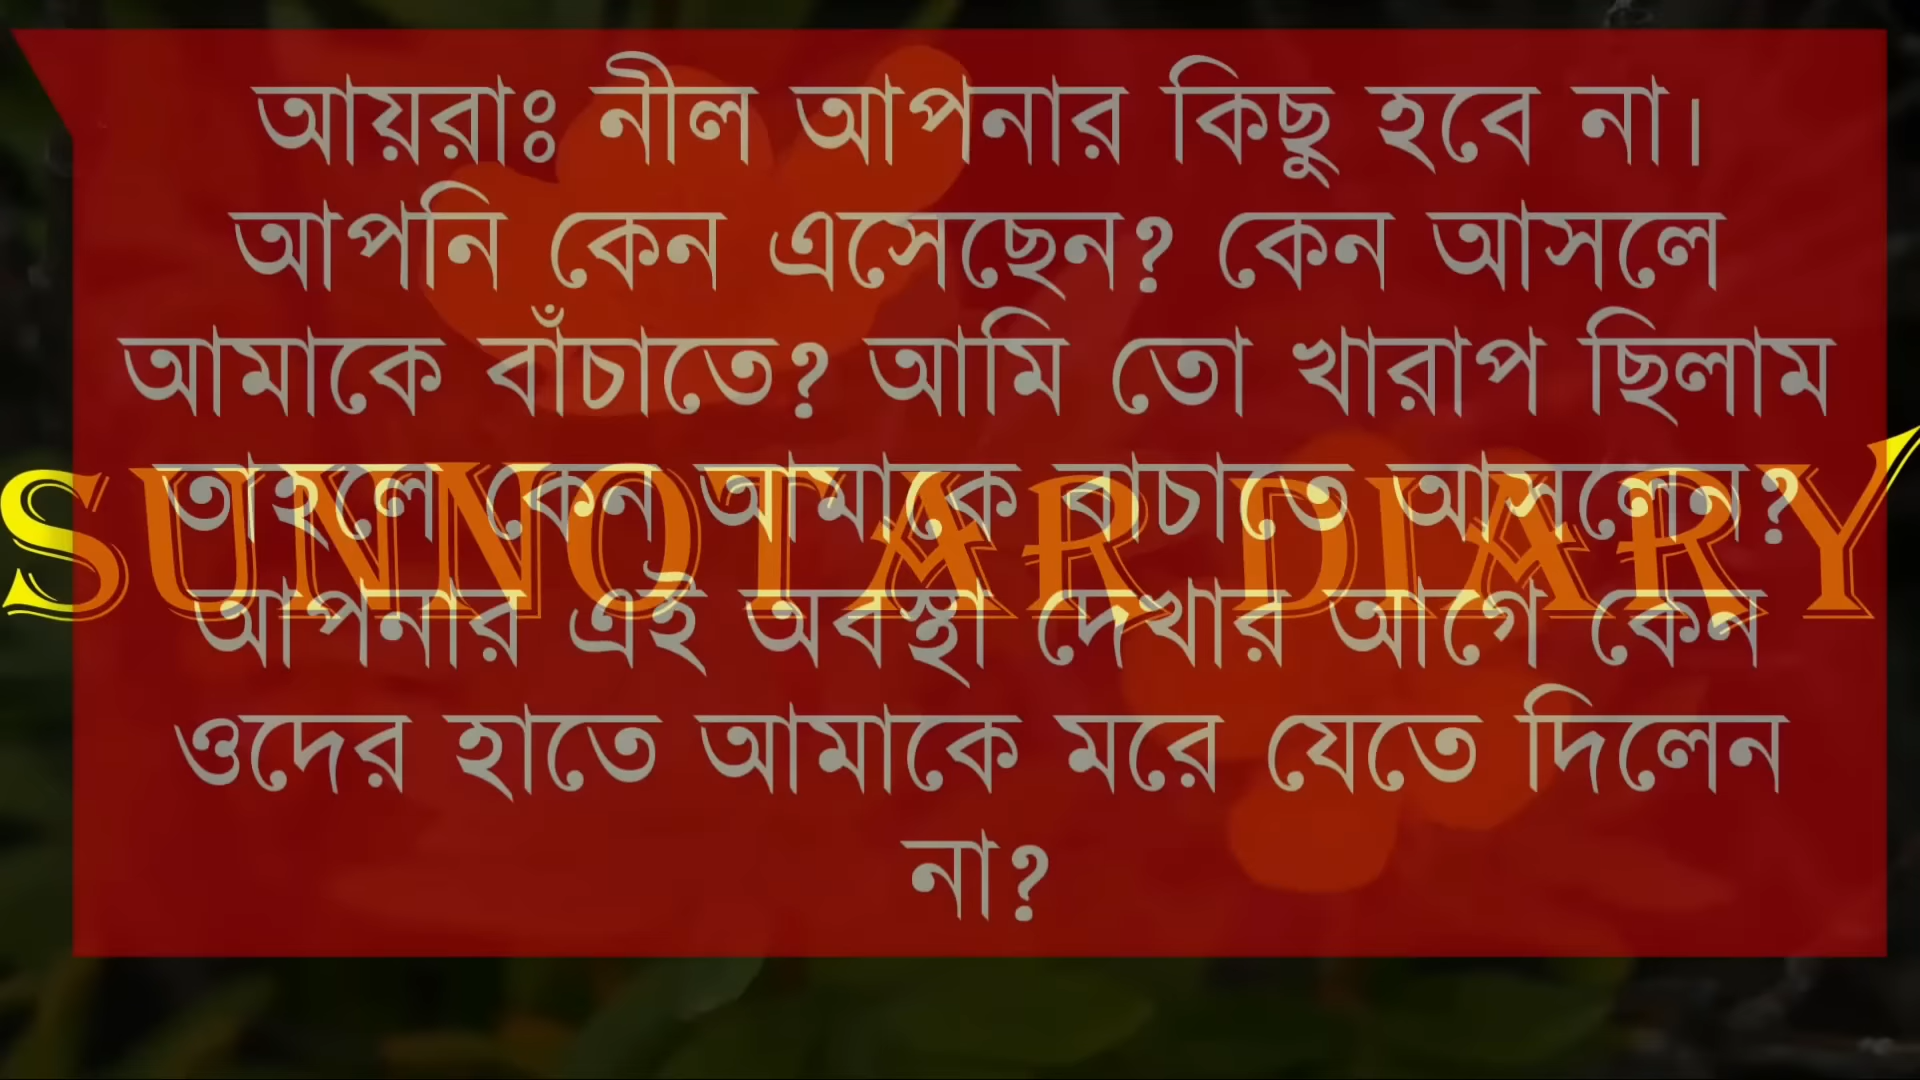 আয়রাঃ নীল আপনার কিছু হবে না।
আপনি কেন এসেছেন? কেন আসলে
আমাকে বাঁচাতে? আমি তো খারাপ ছিলাম
তাহলে কেন আমাকে বাচাতে আসলেন?
SUNNOTAR DIARY
আপনার এই অবস্থা দেখার আগে কেন
ওদের হাতে আমাকে মরে যেতে দিলেন
না?